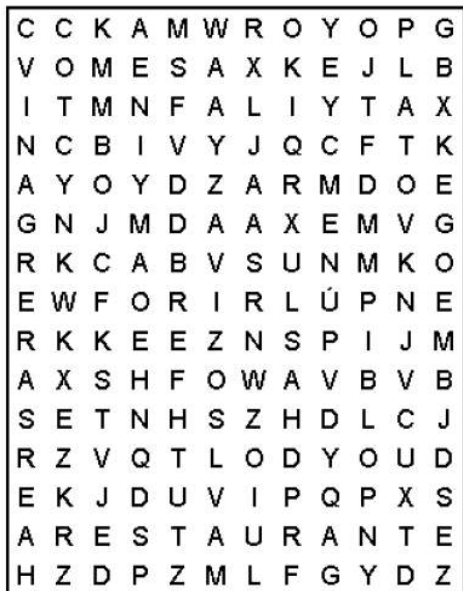 C C K A M W R O Y O P G
V O M E S A X K E J L B
I T M N F A L I Y T A X
N C B I V Y J Q C F T K
A Y O Y D Z A R M D O E
G N J M D A A X E M V G
R K C A B V S U N M K O
E W F O R I R L Ú P N E
R K K E E Z N S P I J M
A X S H F O W A V B V B
S E T N H S Z H D L C J
R Z V Q T L O D Y O U D
E K J D U V I P Q P X S
A R E S T A U R A N T E
H Z D P Z M L F G Y D Z